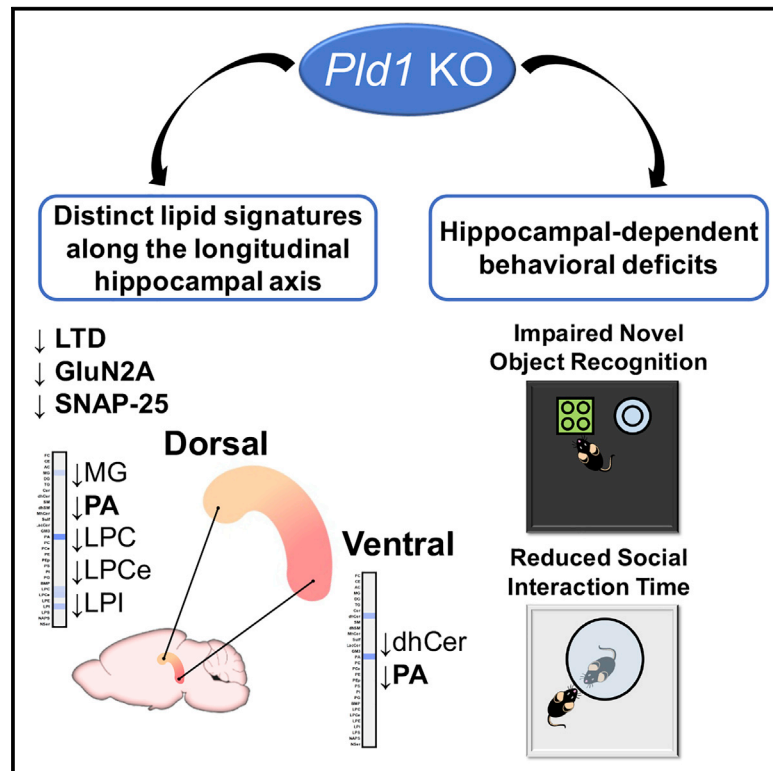 Pld1 KO
Distinct lipid signatures
along the longitudinal
hippocampal axis
↓ LTD
↓ GluN2A
↓ SNAP-25
Dorsal
↓MG
↓PA
↓LPC
↓LPCe
↓LPI
Ventral
↓dhCer
↓PA
Hippocampal-dependent
behavioral deficits
Impaired Novel
Object Recognition
Reduced Social
Interaction Time